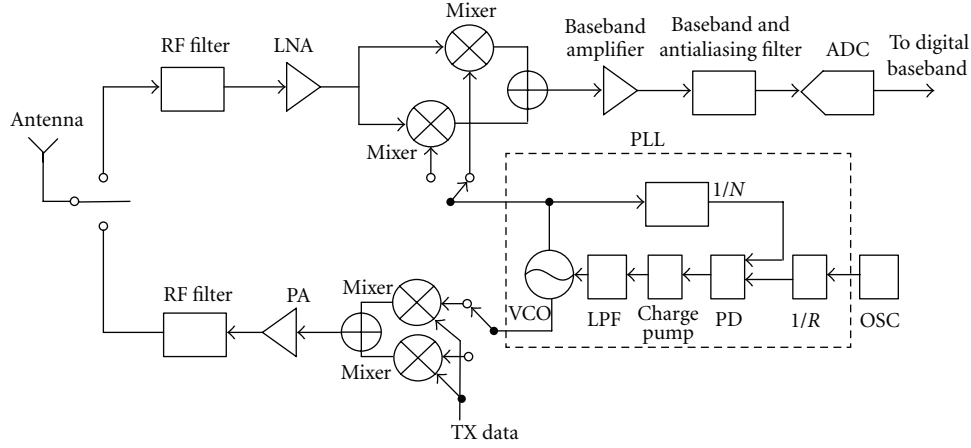 Mixer
RF filter
LNA
Baseband
amplifier
Baseband and
antialiasing filter
ADC
To digital
baseband
Antenna
Mixer
PLL
1/N
RF filter
PA
Mixer
Mixer
VCO
LPF
Charge
pump
PD
1/R
OSC
TX data